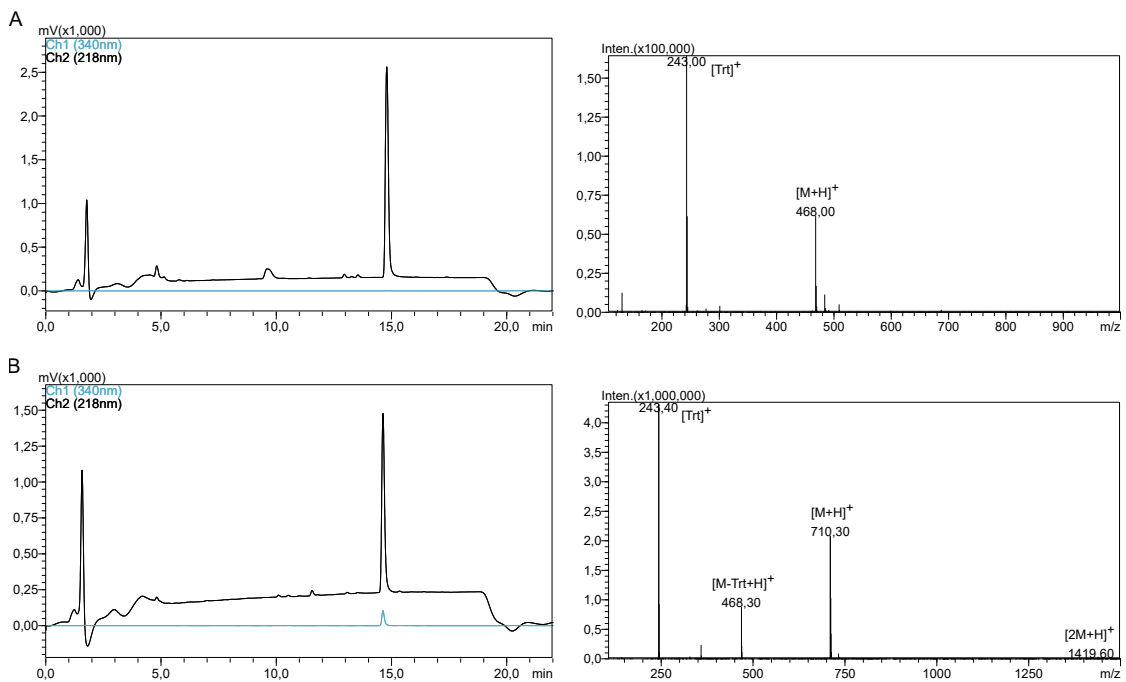 A
mV(x1,000)
Ch1 (340nm)
Ch2 (218nm)
2,5
2,0
1,5
1,0
0,5
0,0
0,0 5,0 10,0 15,0 20,0 min
Inten.(x100,000)
243,00 [Trt]+
1,50
1,25
1,00
0,75
0,50
0,25
0,00
[M+H]+
468,00
200 300 400 500 600 700 800 900 m/z
B
mV(x1,000)
Ch1 (340nm)
Ch2 (218nm)
1,50
1,25
1,00
0,75
0,50
0,25
0,00
0,0 5,0 10,0 15,0 20,0 min
Inten.(x1,000,000)
243,40 [Trt]+
4,0
3,5
3,0
2,5
2,0
1,5
1,0
0,5
0,0
[M+H]+
710,30
[M-Trt+H]+
468,30
[2M+H]+
1419,60
250 500 750 1000 1250 m/z